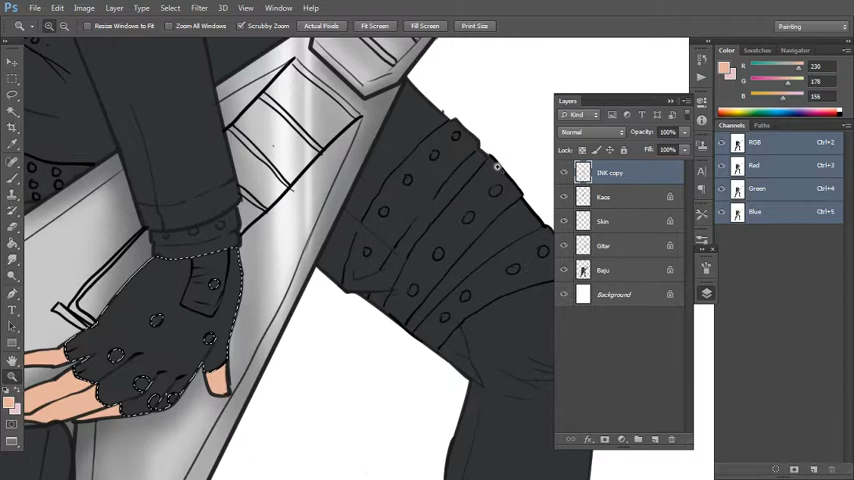 Ps File Edit Image Layer Type Select Filter 3D View Window Help
Resize Windows to Fit Zoom All Windows Scrubby Zoom Actual Pixels Fit Screen Fill Screen Print Size Painting
Color Swatches Navigator
R 230
G 178
B 156
Channels Paths
RGB Ctrl+2
Red Ctrl+3
Green Ctrl+4
Blue Ctrl+5
Layers
Kind
Normal Opacity: 100%
Lock: Fill: 100%
INK copy
Kaos
Skin
Gitar
Baju
Background